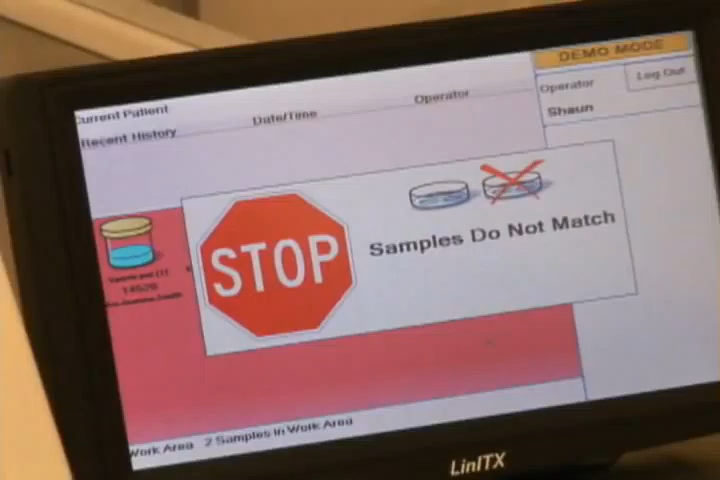 DEMO MODE
Current Patient
Operator
Log Out
Recent History
Date/Time
Operator
Shaun
STOP
Samples Do Not Match
14529
Work Area 2 Samples in Work Area
LinITX